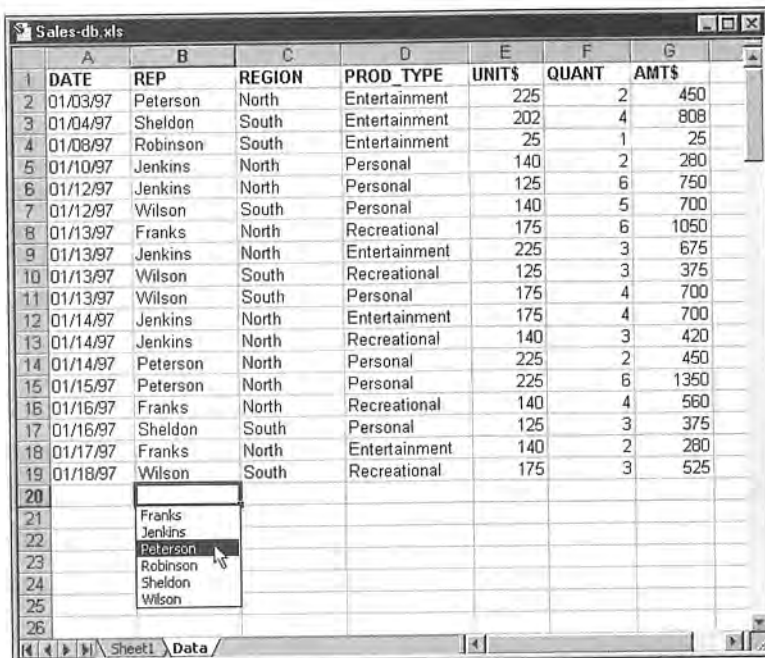 Sales-db.xls
A B C D E F G
1 DATE REP REGION PROD_TYPE UNIT$ QUANT AMT$
2 01/03/97 Peterson North Entertainment 225 2 450
3 01/04/97 Sheldon South Entertainment 202 4 808
4 01/08/97 Robinson South Entertainment 25 1 25
5 01/10/97 Jenkins North Personal 140 2 280
6 01/12/97 Jenkins North Personal 125 6 750
7 01/12/97 Wilson South Personal 140 5 700
8 01/13/97 Franks North Recreational 175 6 1050
9 01/13/97 Jenkins North Entertainment 225 3 675
10 01/13/97 Wilson South Recreational 125 3 375
11 01/13/97 Wilson South Personal 175 4 700
12 01/14/97 Jenkins North Entertainment 175 4 700
13 01/14/97 Jenkins North Recreational 140 3 420
14 01/14/97 Peterson North Personal 225 2 450
15 01/15/97 Peterson North Personal 225 6 1350
16 01/16/97 Franks North Recreational 140 4 560
17 01/16/97 Sheldon South Personal 125 3 375
18 01/17/97 Franks North Entertainment 140 2 280
19 01/18/97 Wilson South Recreational 175 3 525
20
21 Franks
22 Jenkins
Peterson
23 Robinson
24 Sheldon
25 Wilson
26
Sheet1 Data